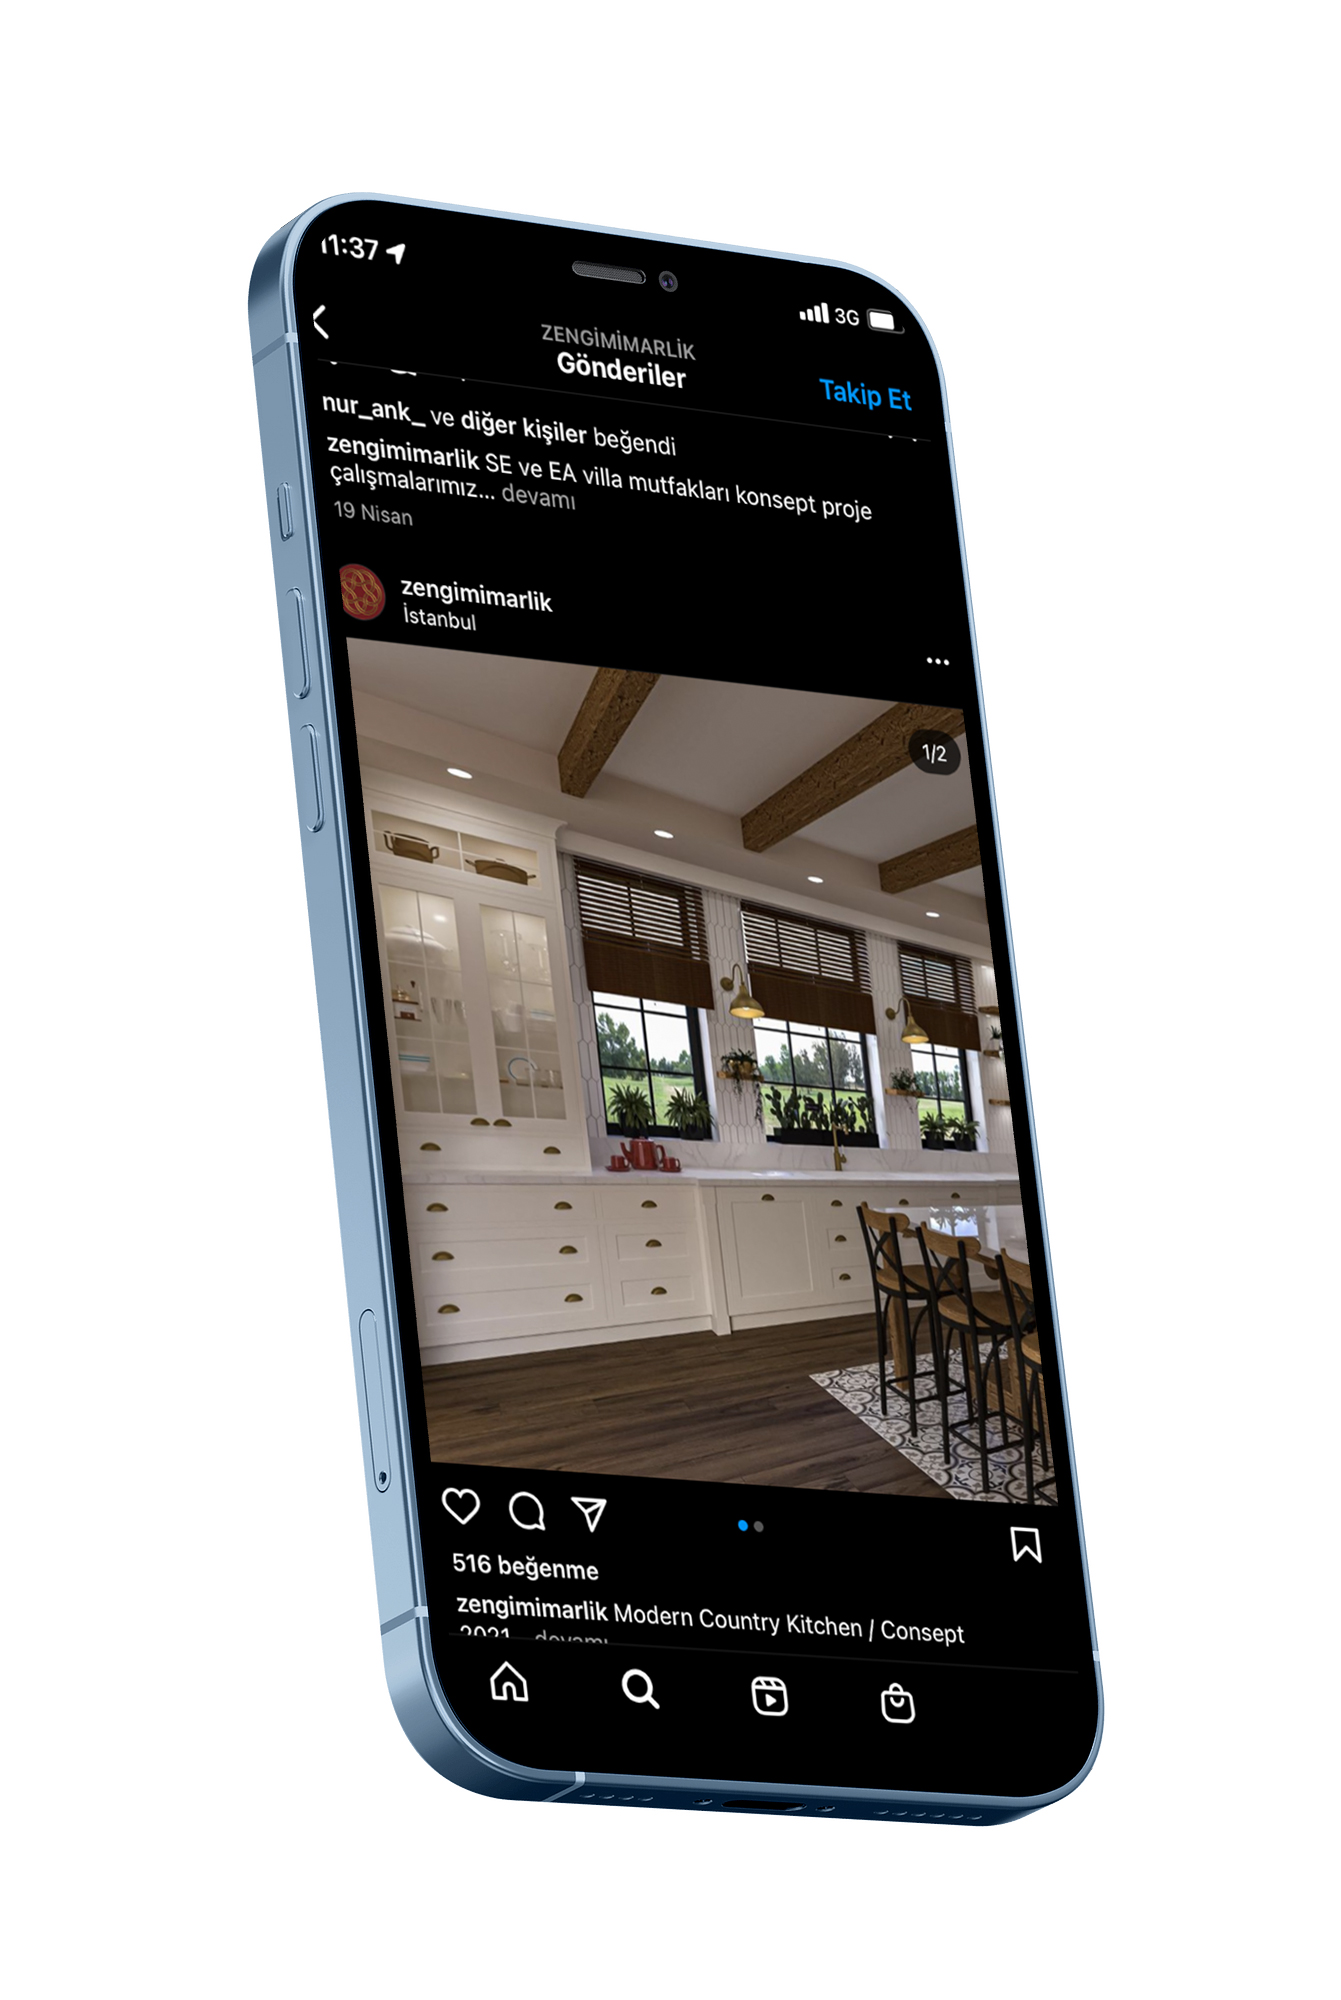 11:37
3G
ZENGİMİMARLİK
Gönderiler
Takip Et
nur_ank_ ve diğer kişiler beğendi
zengimimarlik SE ve EA villa mutfakları konsept proje
çalışmalarımız... devamı
19 Nisan
zengimimarlik
İstanbul
1/2
516 beğenme
zengimimarlik Modern Country Kitchen / Consept
2021... devamı